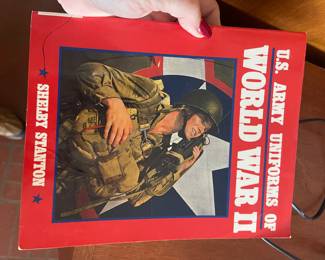 U.S. ARMY UNIFORMS OF
WORLD WAR II
SHELBY STANTON